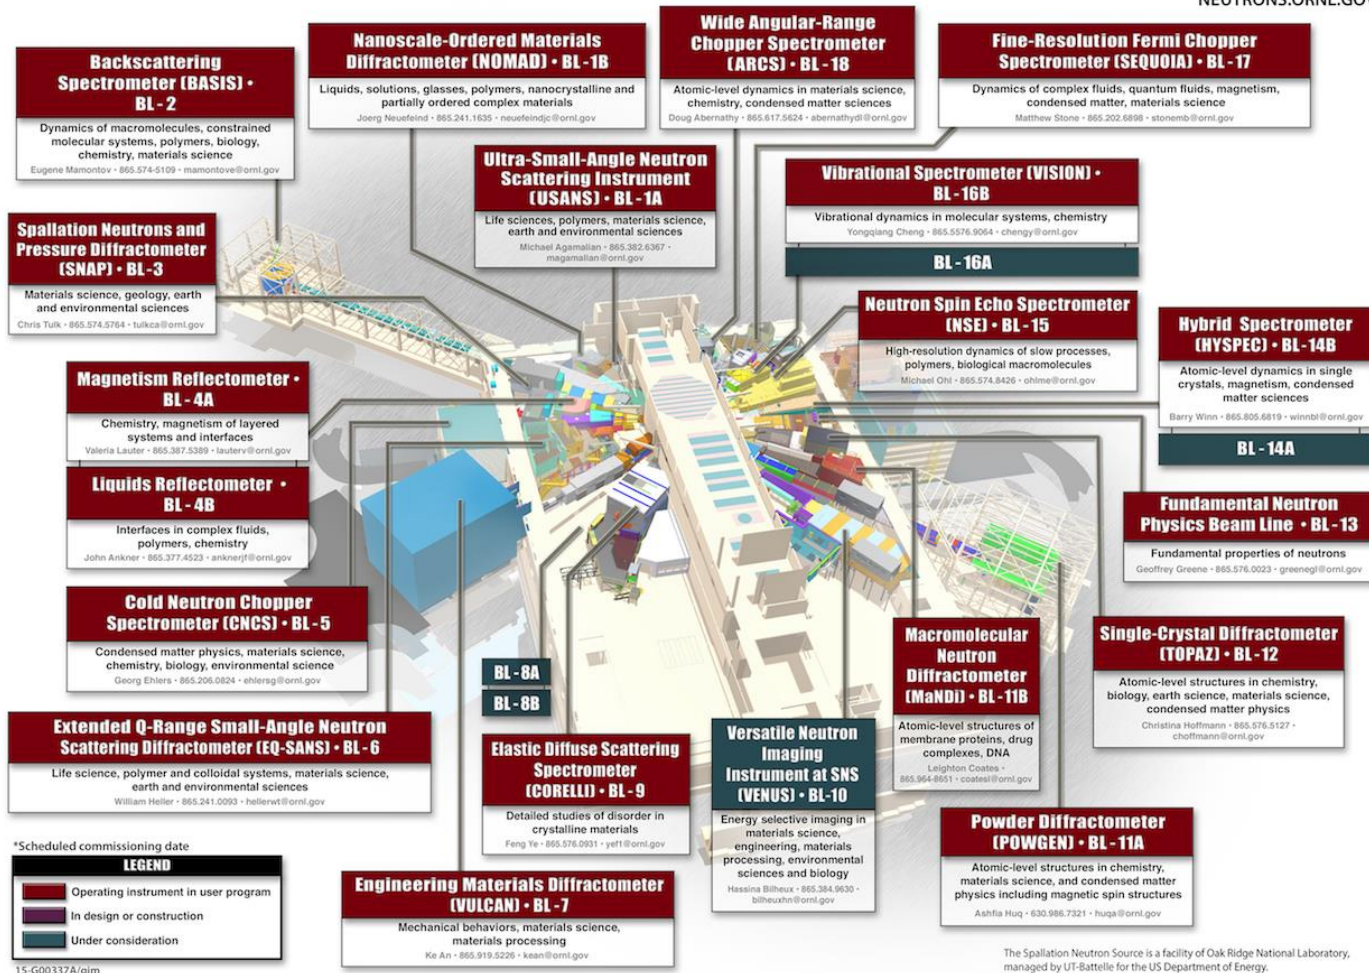 NEUTRONS.ORNL.GOV
Backscattering
Spectrometer (BASIS) •
BL - 2
Dynamics of macromolecules, constrained
molecular systems, polymers, biology,
chemistry, materials science
Eugene Mamontov • 865.574-5109 • mamontove@ornl.gov
Nanoscale-Ordered Materials
Diffractometer (NOMAD) • BL - 1B
Liquids, solutions, glasses, polymers, nanocrystalline and
partially ordered complex materials
Joerg Neuefeind • 865.241.1635 • neuefeindjc@ornl.gov
Wide Angular-Range
Chopper Spectrometer
(ARCS) • BL - 18
Atomic-level dynamics in materials science,
chemistry, condensed matter sciences
Doug Abernathy • 865.617.5624 • abernathydl@ornl.gov
Fine-Resolution Fermi Chopper
Spectrometer (SEQUOIA) • BL - 17
Dynamics of complex fluids, quantum fluids, magnetism,
condensed matter, materials science
Matthew Stone • 865.202.6898 • stonemb@ornl.gov
Ultra-Small-Angle Neutron
Scattering Instrument
(USANS) • BL - 1A
Life sciences, polymers, materials science,
earth and environmental sciences
Michael Agamalian • 865.382.6367 •
magamalian@ornl.gov
Vibrational Spectrometer (VISION) •
BL - 16B
Vibrational dynamics in molecular systems, chemistry
Yongqiang Cheng • 865.5576.9064 • chengy@ornl.gov
BL - 16A
Spallation Neutrons and
Pressure Diffractometer
(SNAP) • BL - 3
Materials science, geology, earth
and environmental sciences
Chris Tulk • 865.574.5764 • tulkca@ornl.gov
Neutron Spin Echo Spectrometer
(NSE) • BL - 15
High-resolution dynamics of slow processes,
polymers, biological macromolecules
Michael Ohl • 865.574.8426 • ohlme@ornl.gov
Hybrid Spectrometer
(HYSPEC) • BL - 14B
Atomic-level dynamics in single
crystals, magnetism, condensed
matter sciences
Barry Winn • 865.805.6819 • winnbl@ornl.gov
BL - 14A
Magnetism Reflectometer •
BL - 4A
Chemistry, magnetism of layered
systems and interfaces
Valeria Lauter • 865.387.5389 • lauterv@ornl.gov
Liquids Reflectometer •
BL - 4B
Interfaces in complex fluids,
polymers, chemistry
John Ankner • 865.377.4523 • anknerjf@ornl.gov
Fundamental Neutron
Physics Beam Line • BL - 13
Fundamental properties of neutrons
Geoffrey Greene • 865.576.0023 • greenegl@ornl.gov
Cold Neutron Chopper
Spectrometer (CNCS) • BL - 5
Condensed matter physics, materials science,
chemistry, biology, environmental science
Georg Ehlers • 865.206.0824 • ehlersg@ornl.gov
BL - 8A
BL - 8B
Macromolecular
Neutron
Diffractometer
(MaNDi) • BL - 11B
Atomic-level structures of
membrane proteins, drug
complexes, DNA
Leighton Coates •
865.964-8651 • coatesl@ornl.gov
Single-Crystal Diffractometer
(TOPAZ) • BL - 12
Atomic-level structures in chemistry,
biology, earth science, materials science,
condensed matter physics
Christina Hoffmann • 865.576.5127 •
choffmann@ornl.gov
Extended Q-Range Small-Angle Neutron
Scattering Diffractometer (EQ-SANS) • BL - 6
Life science, polymer and colloidal systems, materials science,
earth and environmental sciences
William Heller • 865.241.0093 • hellerwt@ornl.gov
Elastic Diffuse Scattering
Spectrometer
(CORELLI) • BL - 9
Detailed studies of disorder in
crystalline materials
Feng Ye • 865.576.0931 • yef1@ornl.gov
Versatile Neutron
Imaging
Instrument at SNS
(VENUS) • BL-10
Energy selective imaging in
materials science,
engineering, materials
processing, environmental
sciences and biology
Hassina Bilheux • 865.384.9630 •
bilheuxhn@ornl.gov
Powder Diffractometer
(POWGEN) • BL - 11A
Atomic-level structures in chemistry,
materials science, and condensed matter
physics including magnetic spin structures
Ashfia Huq • 630.986.7321 • huqa@ornl.gov
Engineering Materials Diffractometer
(VULCAN) • BL - 7
Mechanical behaviors, materials science,
materials processing
Ke An • 865.919.5226 • kean@ornl.gov
*Scheduled commissioning date
LEGEND
Operating instrument in user program
In design or construction
Under consideration
15-G00337A/gim
The Spallation Neutron Source is a facility of Oak Ridge National Laboratory,
managed by UT-Battelle for the US Department of Energy.